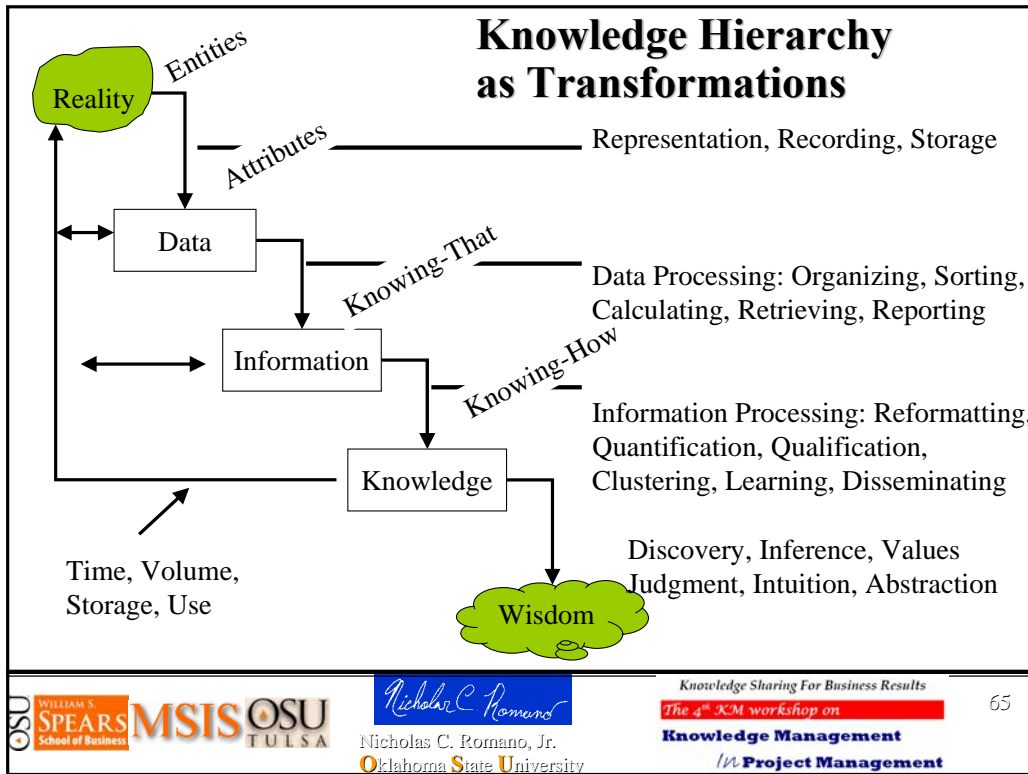 Knowledge Hierarchy
as Transformations
Entities
Reality
Attributes
Representation, Recording, Storage
Data
Knowing-That
Data Processing: Organizing, Sorting,
Calculating, Retrieving, Reporting
Information
Knowing-How
Information Processing: Reformatting,
Quantification, Qualification,
Clustering, Learning, Disseminating
Knowledge
Time, Volume,
Storage, Use
Discovery, Inference, Values
Judgment, Intuition, Abstraction
Wisdom
OSU
WILLIAM S.
SPEARS
School of Business
MSIS
OSU
TULSA
Nicholas C. Romano
Nicholas C. Romano, Jr.
Oklahoma State University
Knowledge Sharing For Business Results
The 4th KM workshop on
Knowledge Management
In Project Management
65